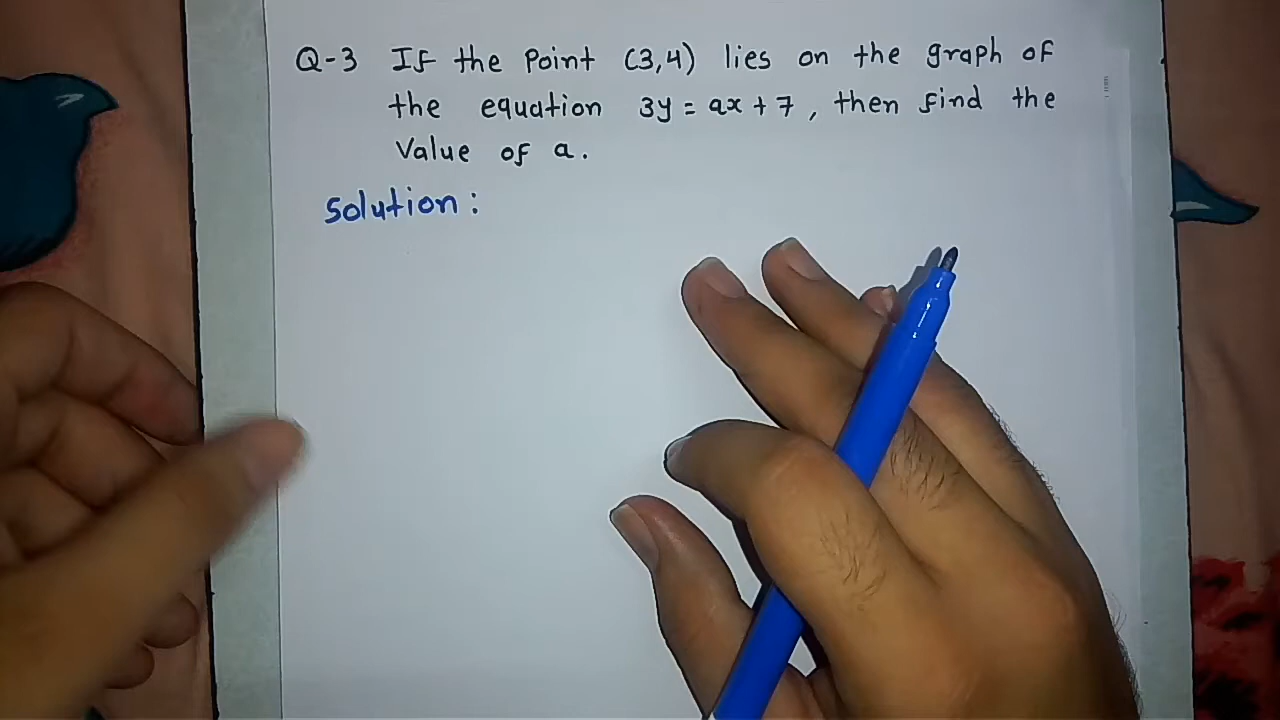 Q-3 If the Point (3,4) lies on the graph of
the equation 3y = ax + 7 , then find the
Value of a.
Solution :